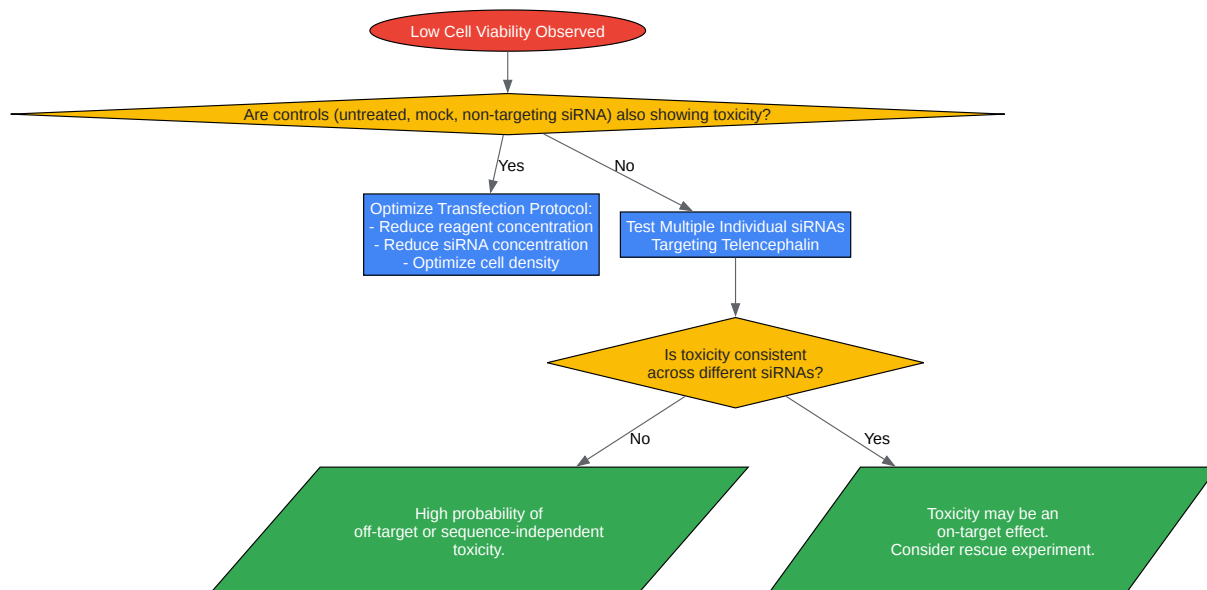 Low Cell Viability Observed
Are controls (untreated, mock, non-targeting siRNA) also showing toxicity?
Yes
No
Optimize Transfection Protocol:
- Reduce reagent concentration
- Reduce siRNA concentration
- Optimize cell density
Test Multiple Individual siRNAs
Targeting Telencephalin
Is toxicity consistent
across different siRNAs?
No
Yes
High probability of
off-target or sequence-independent
toxicity.
Toxicity may be an
on-target effect.
Consider rescue experiment.